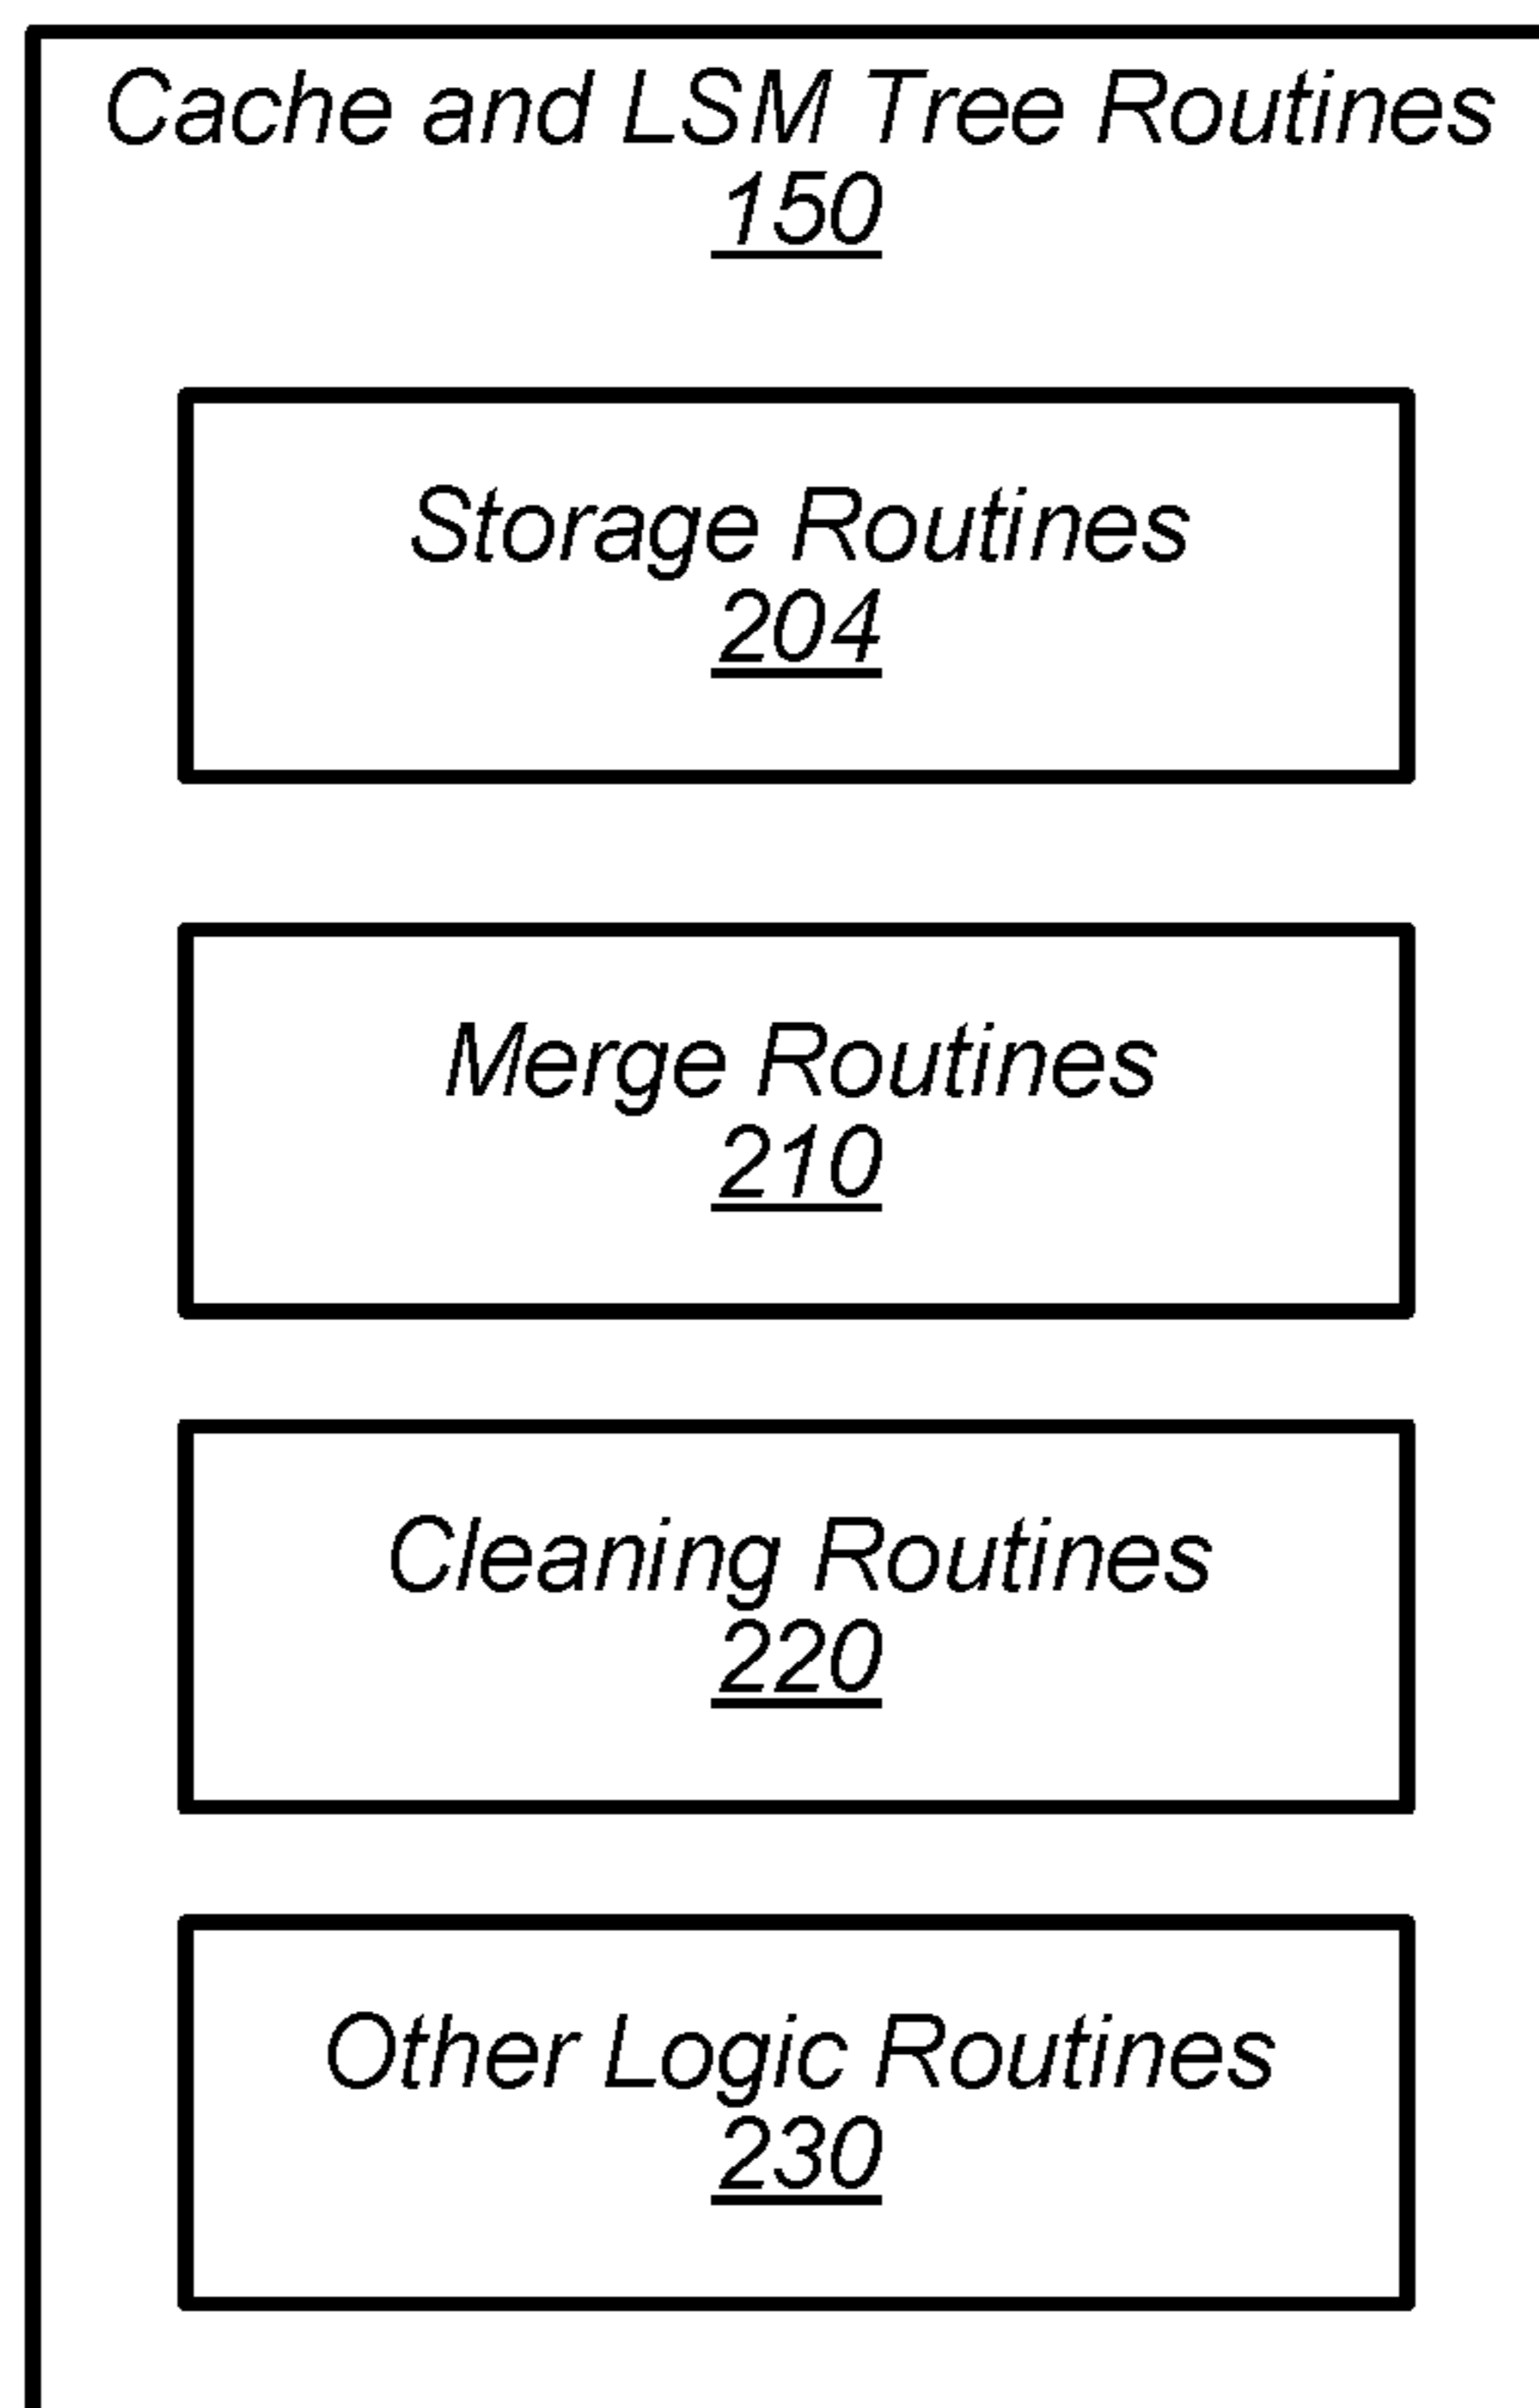 Cache and LSM Tree Routines
150
Storage Routines
204
Merge Routines
210
Cleaning Routines
220
Other Logic Routines
230